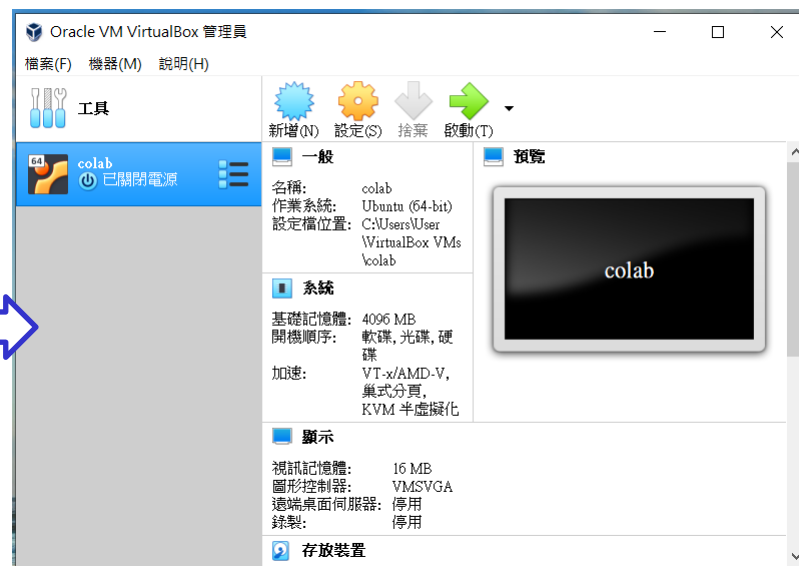 Oracle VM VirtualBox 管理員
檔案(F) 機器(M) 說明(H)
工具
新增(N) 設定(S) 捨棄 啟動(T)
64
colab
已關閉電源
一般
名稱: colab
作業系統: Ubuntu (64-bit)
設定檔位置: C:\Users\User
\VirtualBox VMs
\colab
預覽
colab
系統
基礎記憶體: 4096 MB
開機順序: 軟碟, 光碟, 硬
碟
加速: VT-x/AMD-V,
巢式分頁,
KVM 半虛擬化
顯示
視訊記憶體: 16 MB
圖形控制器: VMSVGA
遠端桌面伺服器: 停用
錄製: 停用
存放裝置